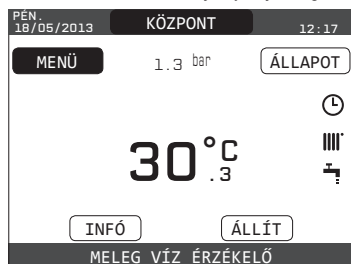 PÉN.
18/05/2013 KÖZPONT 12:17
MENÜ 1.3 bar ÁLLAPOT
30.3°C
INFÓ ÁLLÍT
MELEG VÍZ ÉRZÉKELŐ